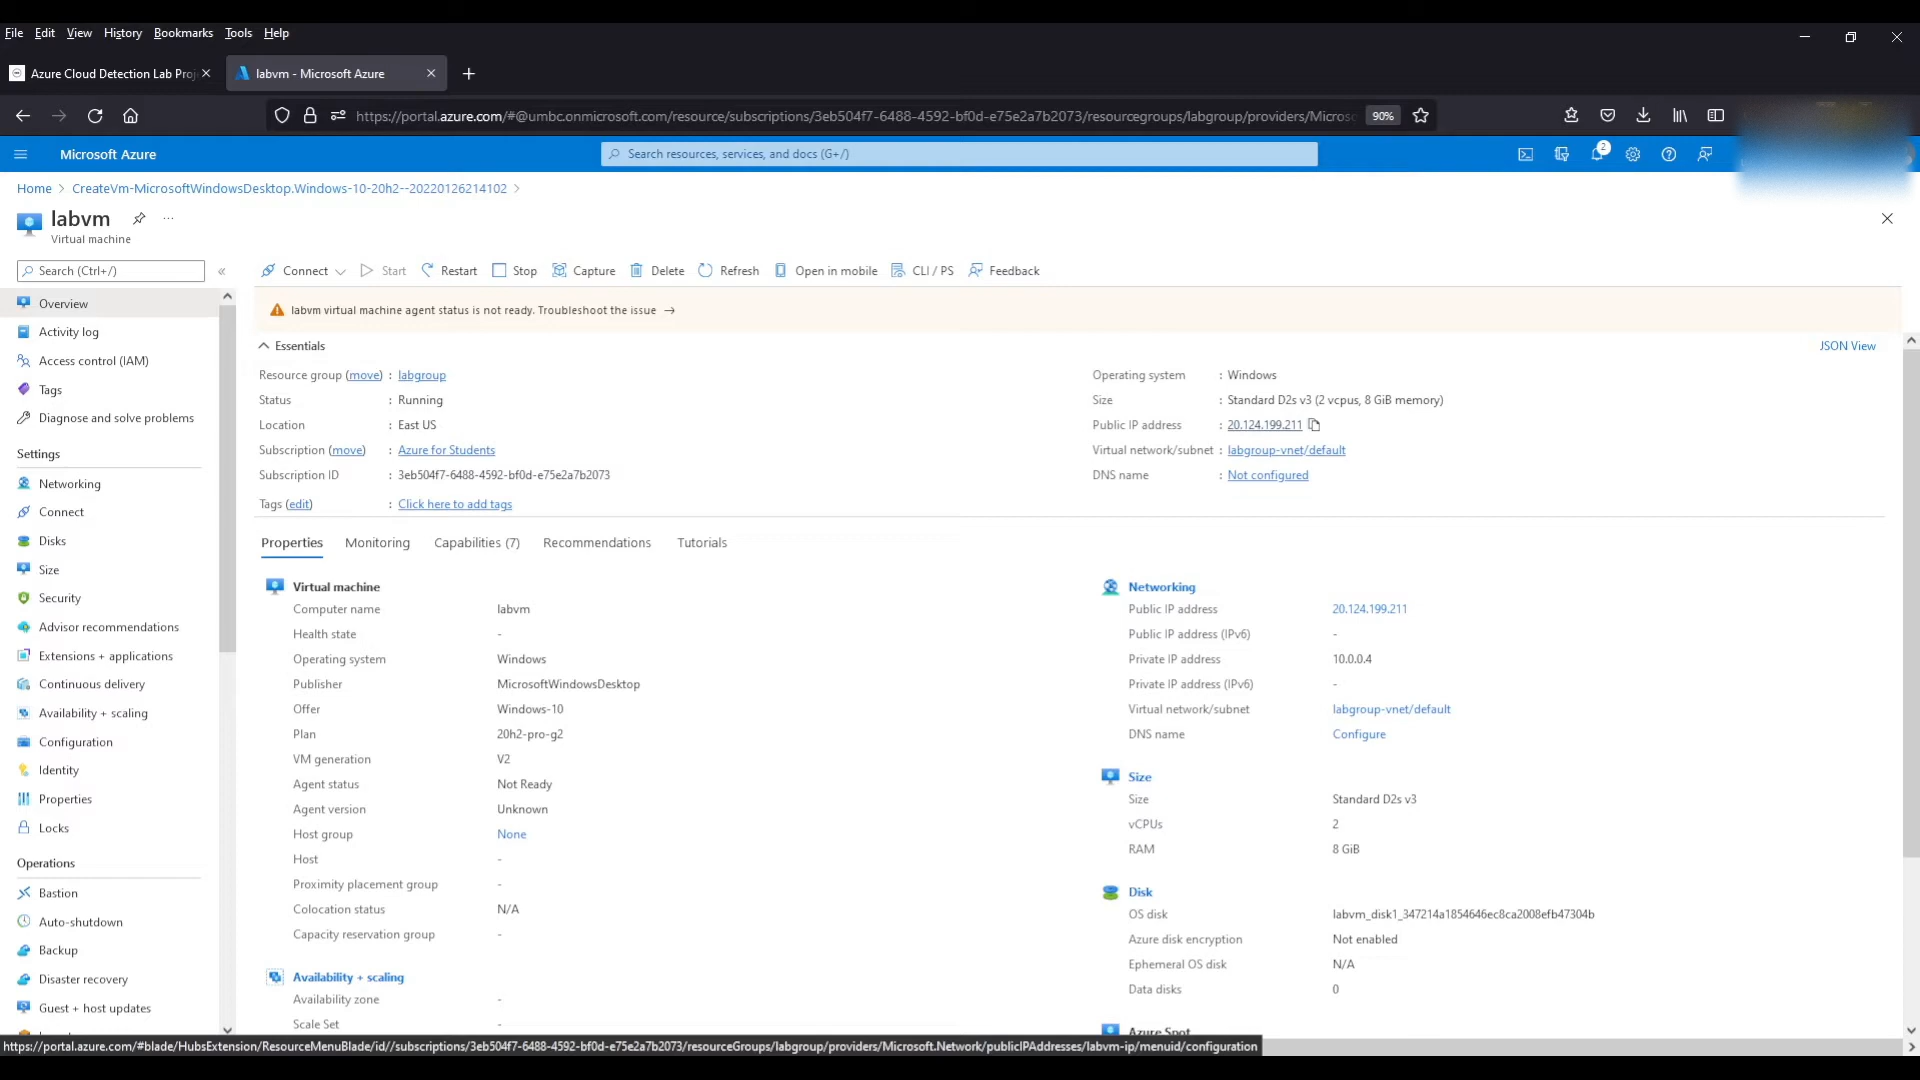 File Edit View History Bookmarks Tools Help
Azure Cloud Detection Lab Proj
labvm - Microsoft Azure
https://portal.azure.com/#@umbc.onmicrosoft.com/resource/subscriptions/3eb504f7-6488-4592-bf0d-e75e2a7b2073/resourcegroups/labgroup/providers/Microso 90%
Microsoft Azure
Search resources, services, and docs (G+/)
2
Home > CreateVm-MicrosoftWindowsDesktop.Windows-10-20h2--20220126214102 >
labvm ...
Virtual machine
Search (Ctrl+/) «
Connect Start Restart Stop Capture Delete Refresh Open in mobile CLI / PS Feedback
labvm virtual machine agent status is not ready. Troubleshoot the issue →
Overview
Activity log
Access control (IAM)
Tags
Diagnose and solve problems
Settings
Networking
Connect
Disks
Size
Security
Advisor recommendations
Extensions + applications
Continuous delivery
Availability + scaling
Configuration
Identity
Properties
Locks
Operations
Bastion
Auto-shutdown
Backup
Disaster recovery
Guest + host updates
Essentials
JSON View
Resource group (move) : labgroup
Status : Running
Location : East US
Subscription (move) : Azure for Students
Subscription ID : 3eb504f7-6488-4592-bf0d-e75e2a7b2073
Tags (edit) : Click here to add tags
Operating system : Windows
Size : Standard D2s v3 (2 vcpus, 8 GiB memory)
Public IP address : 20.124.199.211
Virtual network/subnet : labgroup-vnet/default
DNS name : Not configured
Properties Monitoring Capabilities (7) Recommendations Tutorials
Virtual machine
Computer name labvm
Health state -
Operating system Windows
Publisher MicrosoftWindowsDesktop
Offer Windows-10
Plan 20h2-pro-g2
VM generation V2
Agent status Not Ready
Agent version Unknown
Host group None
Host -
Proximity placement group -
Colocation status N/A
Capacity reservation group -
Availability + scaling
Availability zone -
Scale Set -
Networking
Public IP address 20.124.199.211
Public IP address (IPv6) -
Private IP address 10.0.0.4
Private IP address (IPv6) -
Virtual network/subnet labgroup-vnet/default
DNS name Configure
Size
Size Standard D2s v3
vCPUs 2
RAM 8 GiB
Disk
OS disk labvm_disk1_347214a1854646ec8ca2008efb47304b
Azure disk encryption Not enabled
Ephemeral OS disk N/A
Data disks 0
Azure Spot
https://portal.azure.com/#blade/HubsExtension/ResourceMenuBlade/id//subscriptions/3eb504f7-6488-4592-bf0d-e75e2a7b2073/resourceGroups/labgroup/providers/Microsoft.Network/publicIPAddresses/labvm-ip/menuid/configuration